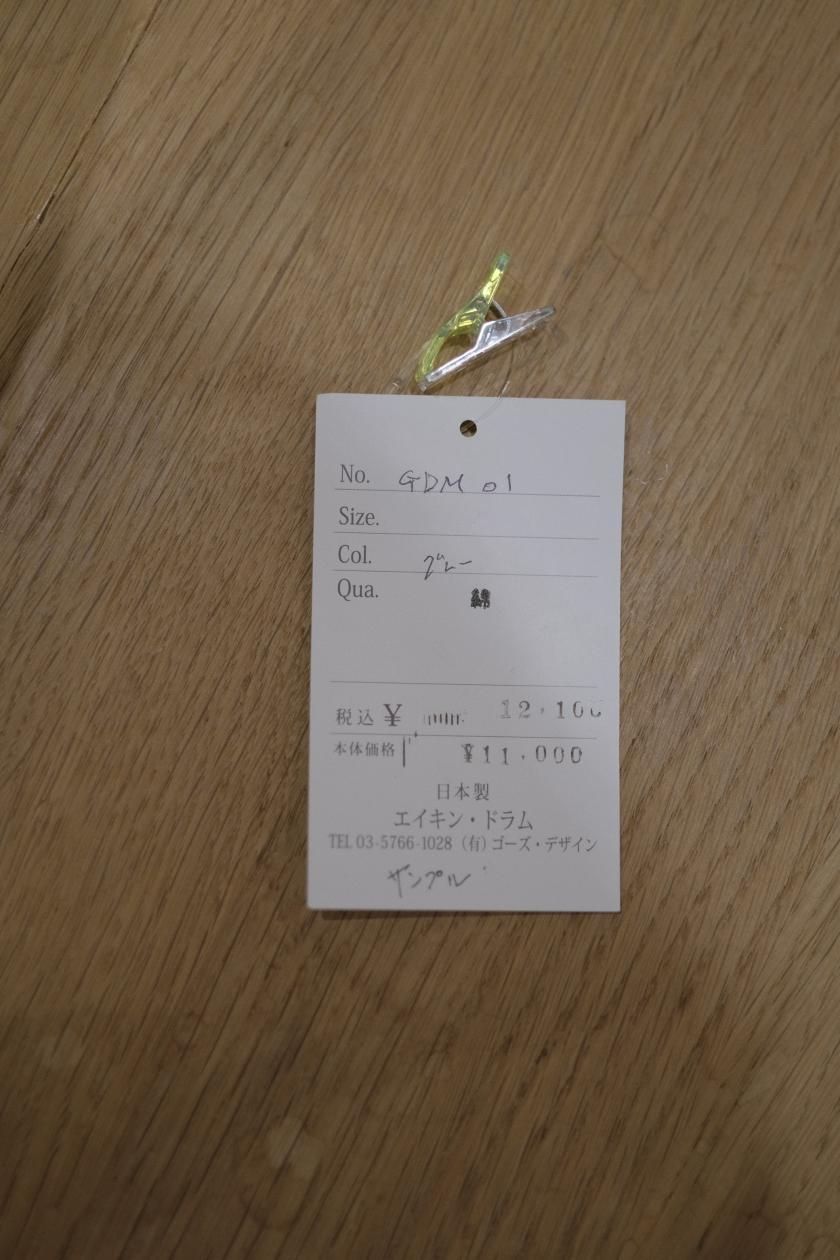 No. GDM 01
Size.
Col. グレー
Qua. 綿
税込 ¥ 12,100
本体価格 ¥11,000
日本製
エイキン・ドラム
TEL 03-5766-1028 (有) ゴーズ・デザイン
サンプル